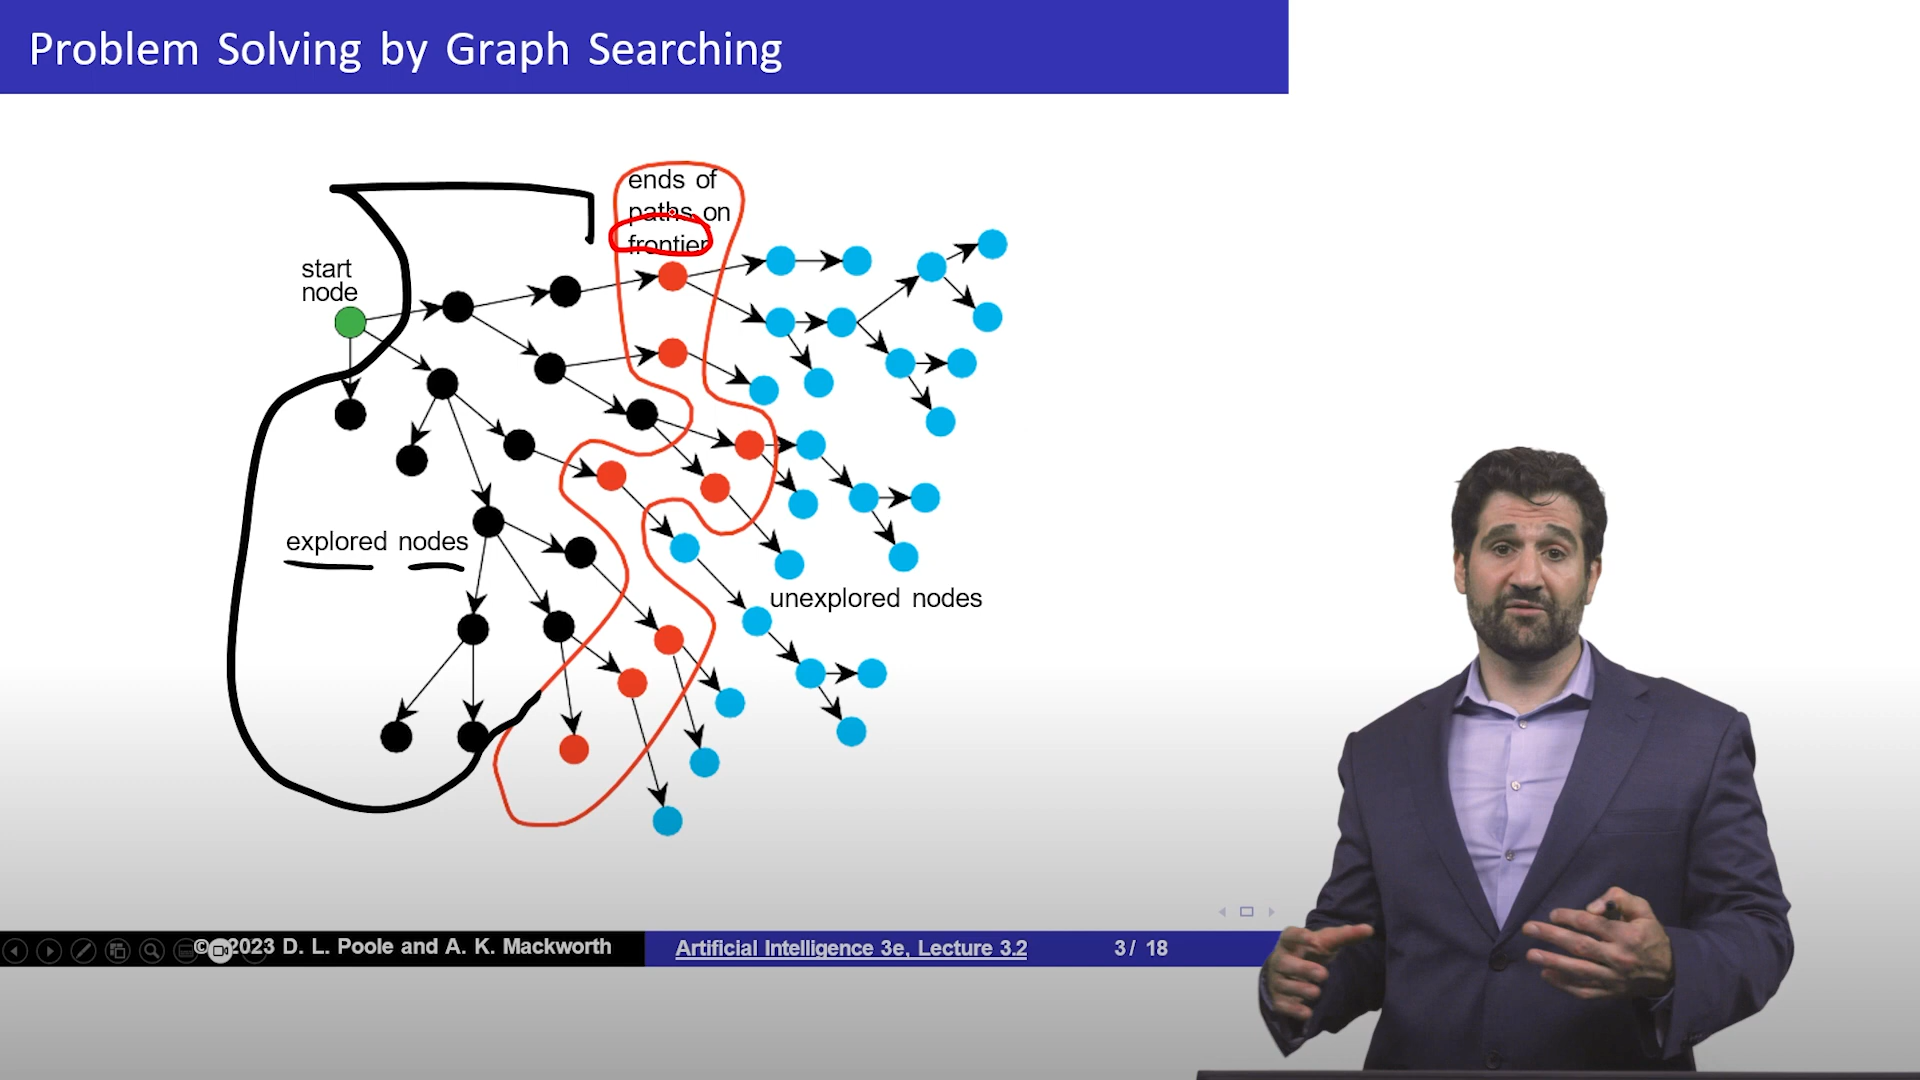 Problem Solving by Graph Searching
ends of
paths on
frontier
start
node
explored nodes
unexplored nodes
© 2023 D. L. Poole and A. K. Mackworth
Artificial Intelligence 3e, Lecture 3.2
3 / 18